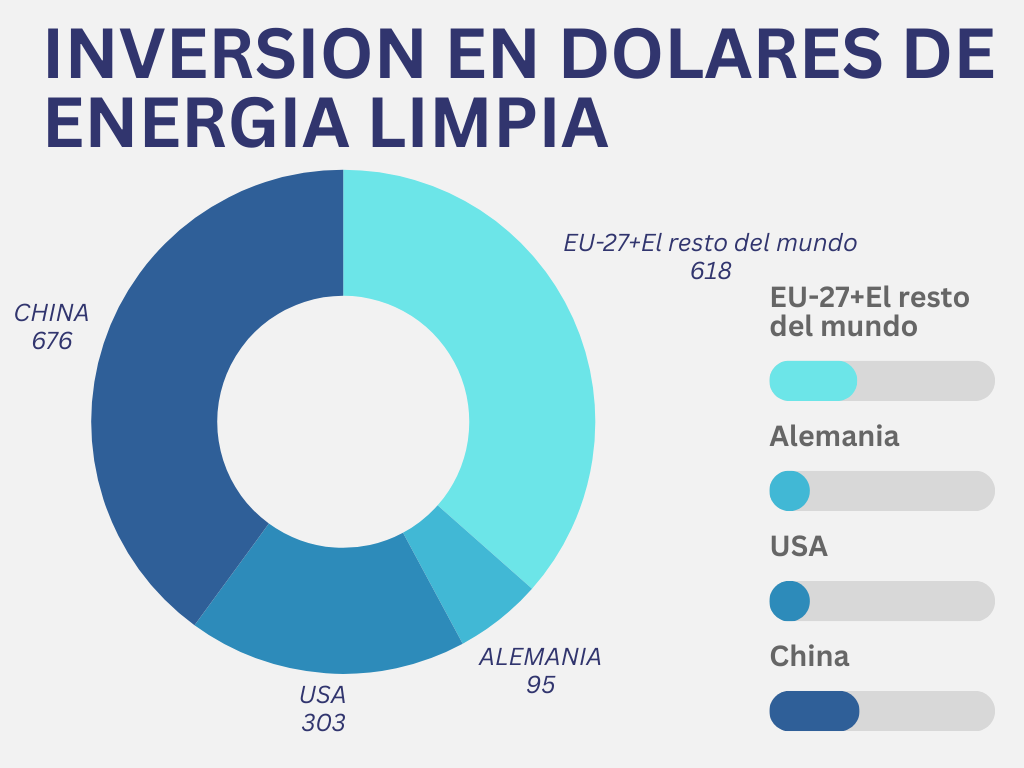 INVERSION EN DOLARES DE
ENERGIA LIMPIA
EU-27+El resto del mundo
618
CHINA
676
ALEMANIA
95
USA
303
EU-27+El resto
del mundo
Alemania
USA
China